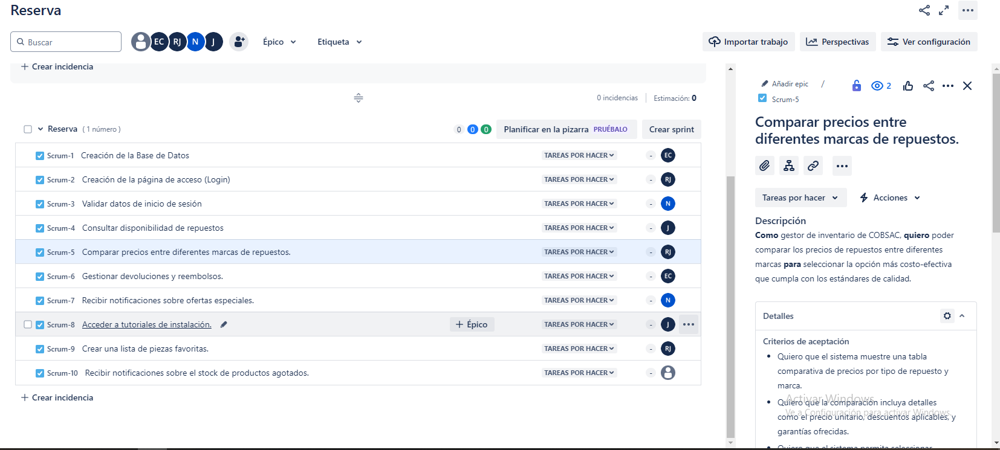 Reserva
Buscar
EC RJ N J
Épico
Etiqueta
Importar trabajo
Perspectivas
Ver configuración
+ Crear incidencia
0 incidencias
Estimación: 0
Reserva ( 1 número )
0 0 0
Planificar en la pizarra PRUÉBALO
Crear sprint
Scrum-1 Creación de la Base de Datos TAREAS POR HACER - EC
Scrum-2 Creación de la página de acceso (Login) TAREAS POR HACER - RJ
Scrum-3 Validar datos de inicio de sesión TAREAS POR HACER - N
Scrum-4 Consultar disponibilidad de repuestos TAREAS POR HACER - J
Scrum-5 Comparar precios entre diferentes marcas de repuestos. TAREAS POR HACER - RJ
Scrum-6 Gestionar devoluciones y reembolsos. TAREAS POR HACER - EC
Scrum-7 Recibir notificaciones sobre ofertas especiales. TAREAS POR HACER - N
Scrum-8 Acceder a tutoriales de instalación. + Épico TAREAS POR HACER - J
Scrum-9 Crear una lista de piezas favoritas. TAREAS POR HACER - RJ
Scrum-10 Recibir notificaciones sobre el stock de productos agotados. TAREAS POR HACER -
+ Crear incidencia
Añadir epic /
2
Scrum-5
Comparar precios entre
diferentes marcas de repuestos.
Tareas por hacer
Acciones
Descripción
Como gestor de inventario de COBSAC, quiero poder
comparar los precios de repuestos entre diferentes
marcas para seleccionar la opción más costo-efectiva
que cumpla con los estándares de calidad.
Detalles
Criterios de aceptación
• Quiero que el sistema muestre una tabla
comparativa de precios por tipo de repuesto y
marca.
• Quiero que la comparación incluya detalles
como el precio unitario, descuentos aplicables, y
garantías ofrecidas.
• Quiero que el sistema permita seleccionar
Activar Windows
Ve a Configuración para activar Windows.